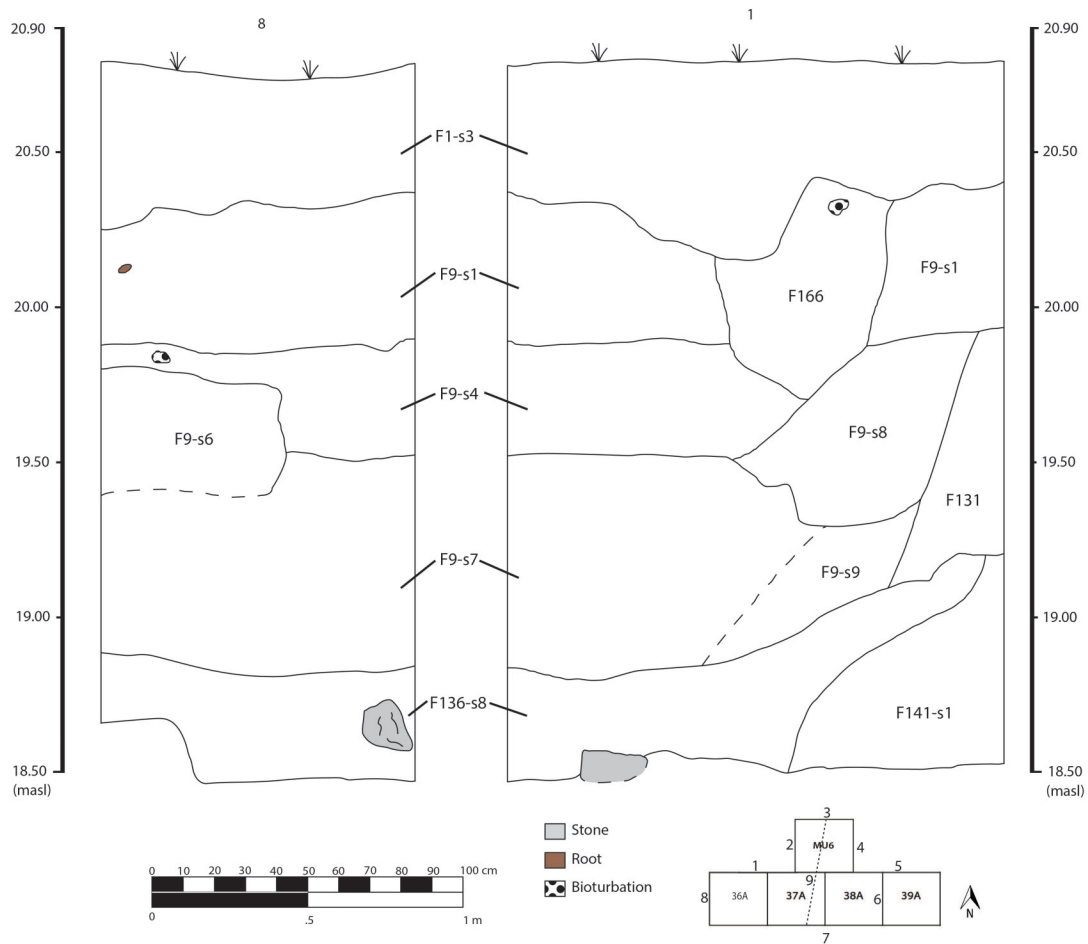 8
1
20.90
20.90
F1-s3
20.50
20.50
F9-s1
F9-s1
F166
20.00
20.00
F9-s4
F9-s6
F9-s8
19.50
19.50
F131
F9-s7
F9-s9
19.00
19.00
F136-s8
F141-s1
18.50
18.50
(masl)
(masl)
Stone
Root
Bioturbation
0 10 20 30 40 50 60 70 80 90 100 cm
0 .5 1 m
3
2 MU6 4
1 9 5
8 36A 37A 38A 6 39A
7
N